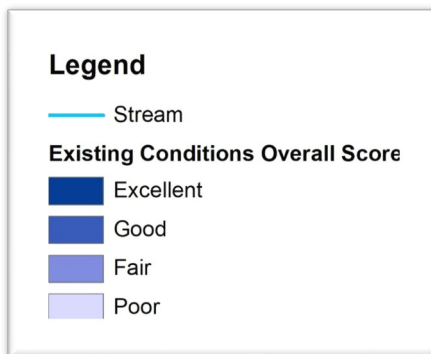 Legend
Stream
Existing Conditions Overall Score
Excellent
Good
Fair
Poor